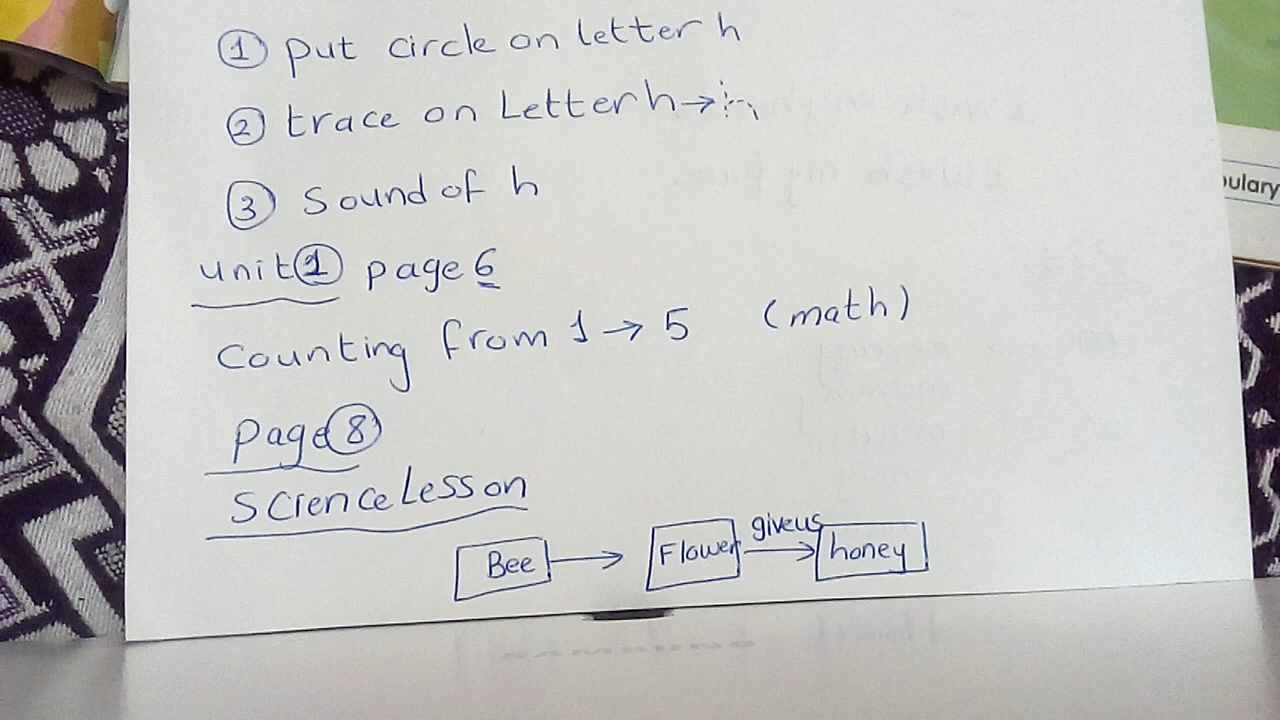 ① put circle on letter h
② trace on Letter h →
③ Sound of h
unit ① page 6
Counting from 1 → 5 (math)
page ⑧
Science Lesson
Bee → Flower give us → honey